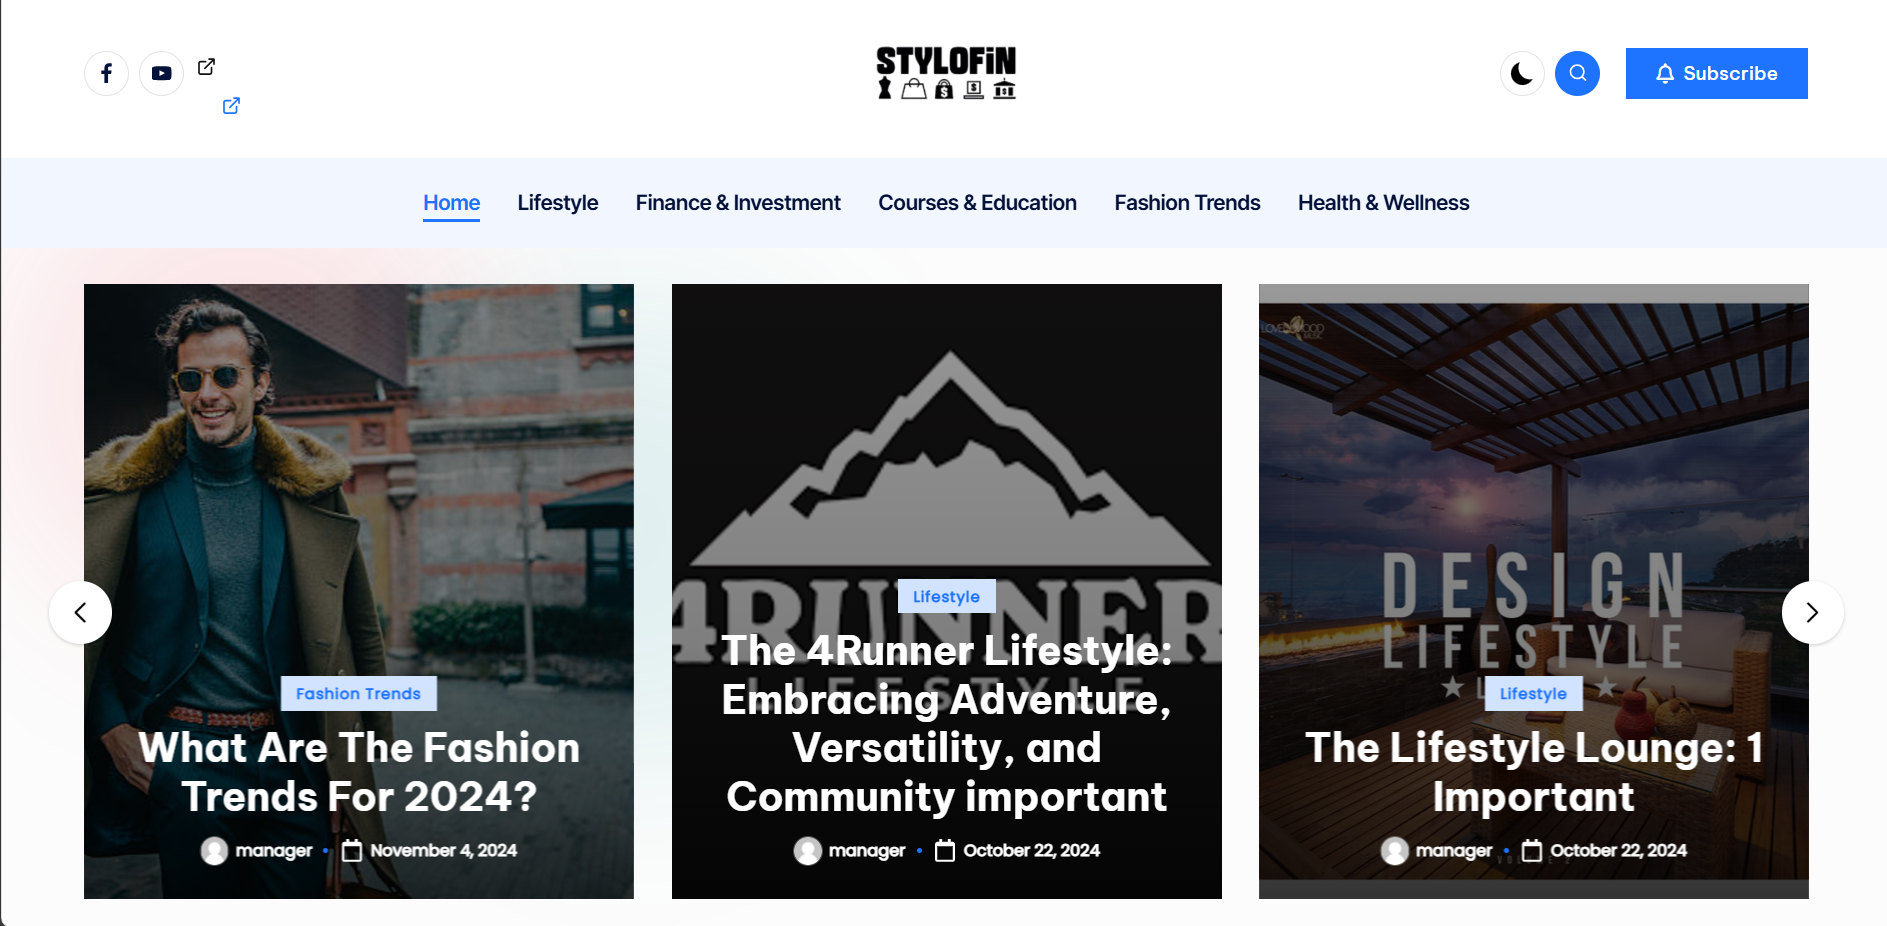 STYLOFiN
Subscribe
Home
Lifestyle
Finance & Investment
Courses & Education
Fashion Trends
Health & Wellness
Fashion Trends
What Are The Fashion
Trends For 2024?
manager
November 4, 2024
4RUNNER
LIFESTYLE
Lifestyle
The 4Runner Lifestyle:
Embracing Adventure,
Versatility, and
Community important
manager
October 22, 2024
DESIGN
LIFESTYLE
Lifestyle
The Lifestyle Lounge: 1
Important
manager
October 22, 2024